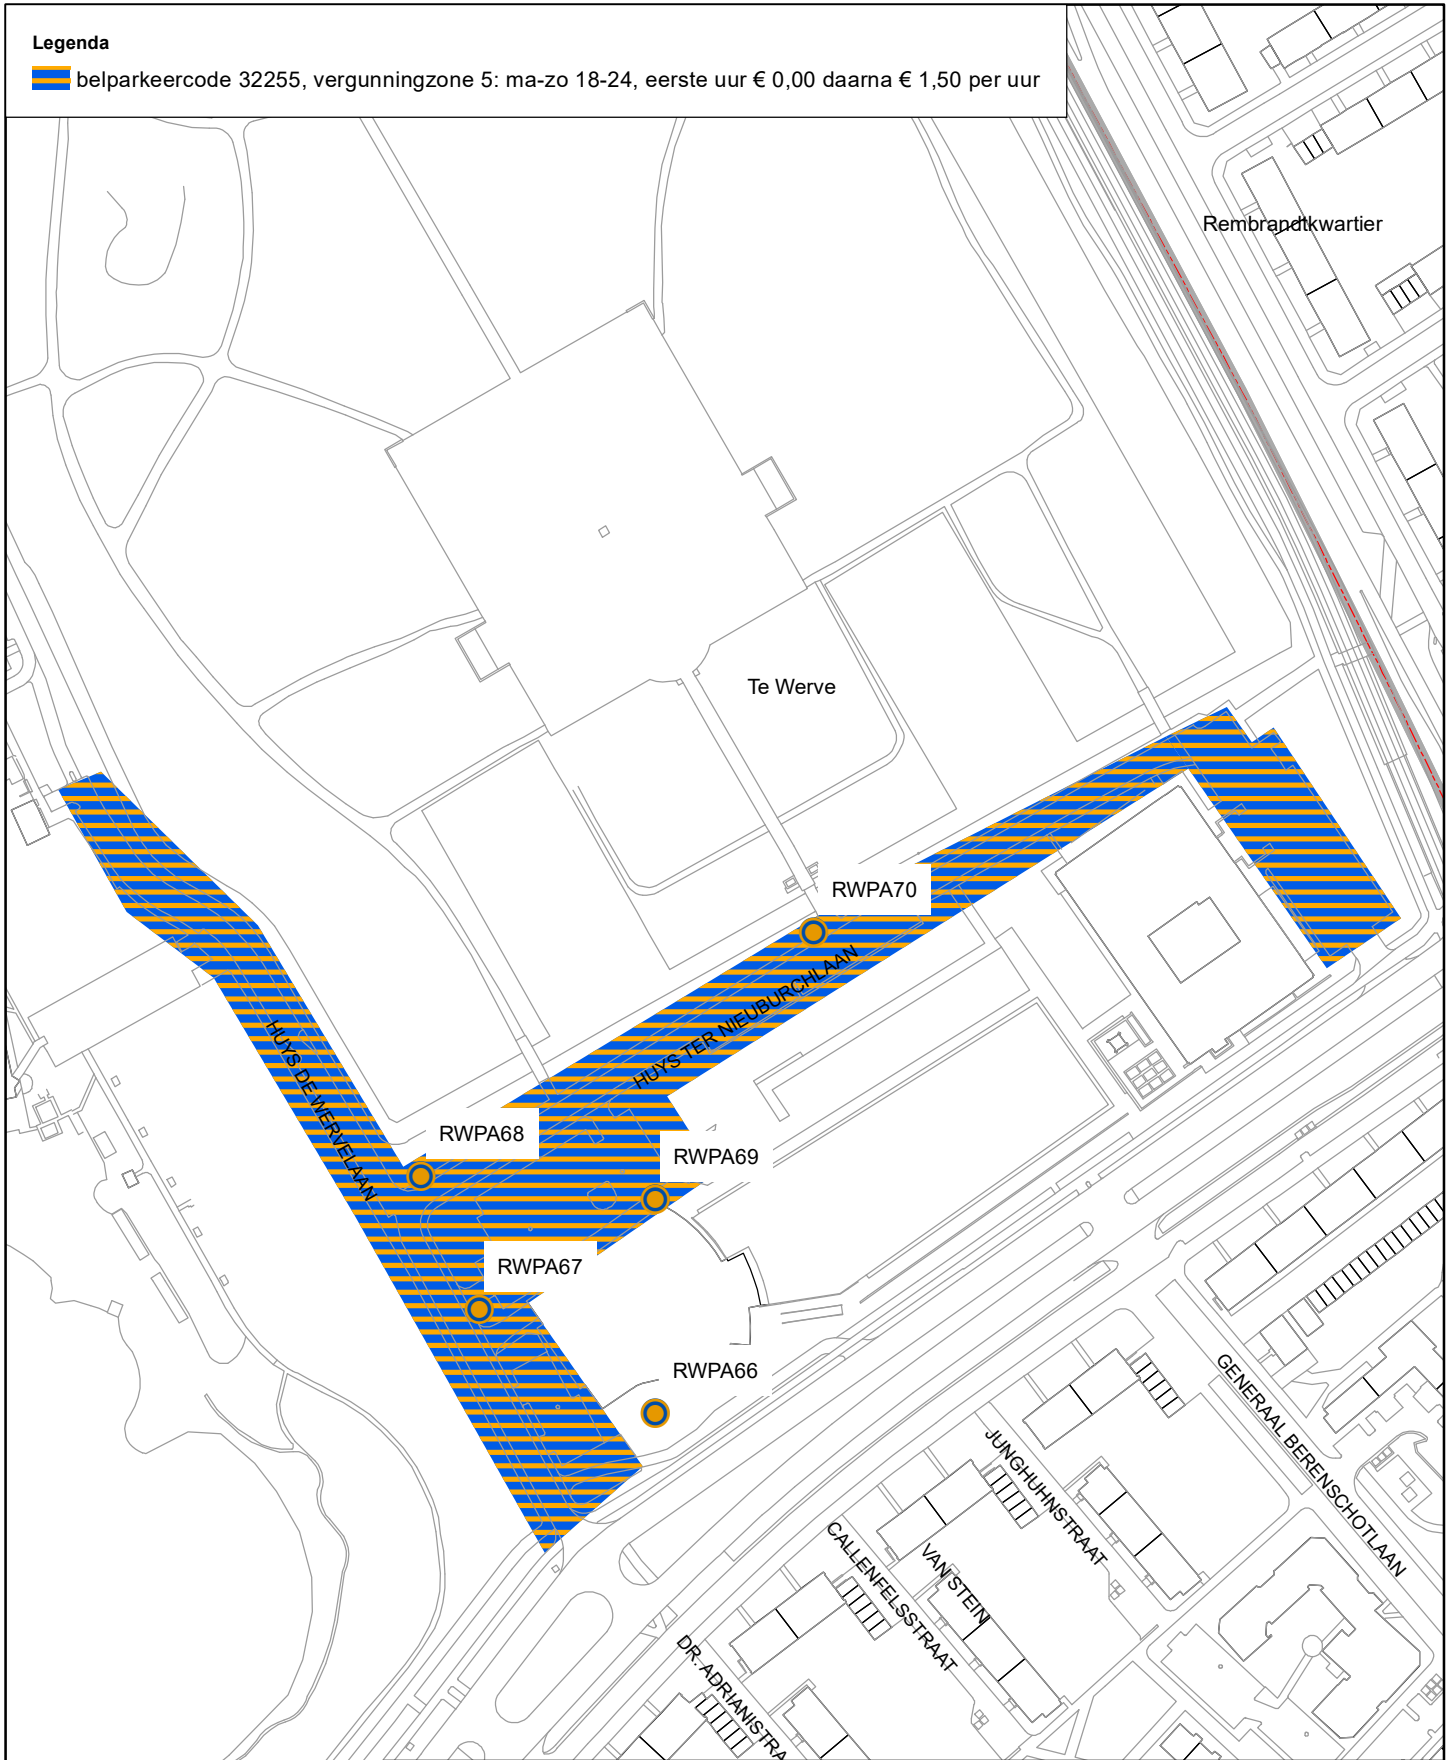 Legenda
belparkeercode 32255, vergunningzone 5: ma-zo 18-24, eerste uur € 0,00 daarna € 1,50 per uur
Rembrandtkwartier
Te Werve
RWPA70
HUYS TER NIEUBURCHLAAN
HUYS DE WERVELAAN
RWPA68
RWPA69
RWPA67
RWPA66
GENERAAL BERENSCHOTLAAN
JUNGHUHNSTRAAT
VAN STEIN
CALLENFELSSTRAAT
DR. ADRIANISTRA